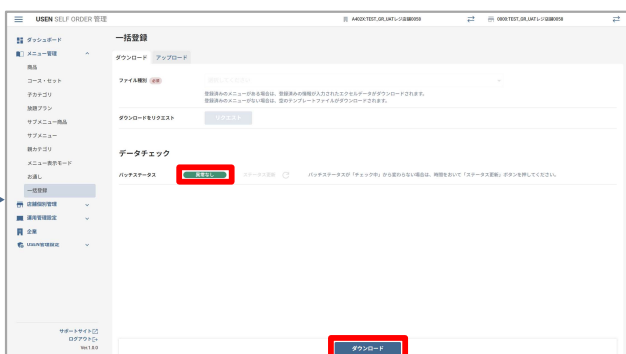 USEN SELF ORDER 管理
A402X:TEST_GR_UATレジ店舗0058
0000:TEST_GR_UATレジ店舗0058
ダッシュボード
メニュー管理
商品
コース・セット
子カテゴリ
放題プラン
サブメニュー商品
サブメニュー
親カテゴリ
メニュー表示モード
お通し
一括登録
店舗個別管理
運用管理設定
企業
USEN管理設定
サポートサイト
ログアウト
Ver.1.0.0
一括登録
ダウンロード アップロード
ファイル種別 必須
登録済みのメニューがある場合は、登録済みの情報が入力されたエクセルデータがダウンロードされます。
登録済みのメニューがない場合は、空のテンプレートファイルがダウンロードされます。
ダウンロードをリクエスト リクエスト
データチェック
バッチステータス 異常なし ステータス更新 バッチステータスが「チェック中」から変わらない場合は、時間をおいて「ステータス更新」ボタンを押してください。
ダウンロード